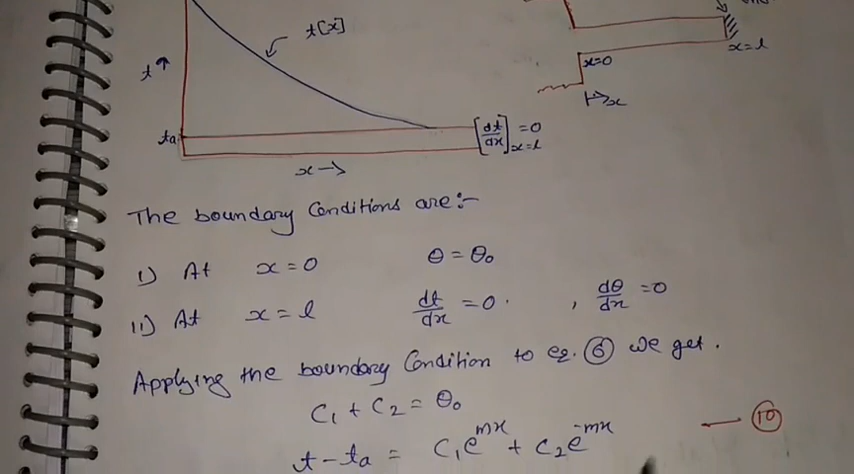 t[x]
x=l
t↑
x=0
↦x
ta
[dt/dx]x=l =0
x→
The boundary Conditions are:-
i) At x=0 θ=θ₀
ii) At x=l dt/dx =0. , dθ/dx =0
Applying the boundary Condition to eq. ⑥ we get.
C₁ + C₂ = θ₀
t-ta = C₁e^mx + C₂e^-mx — ⑩